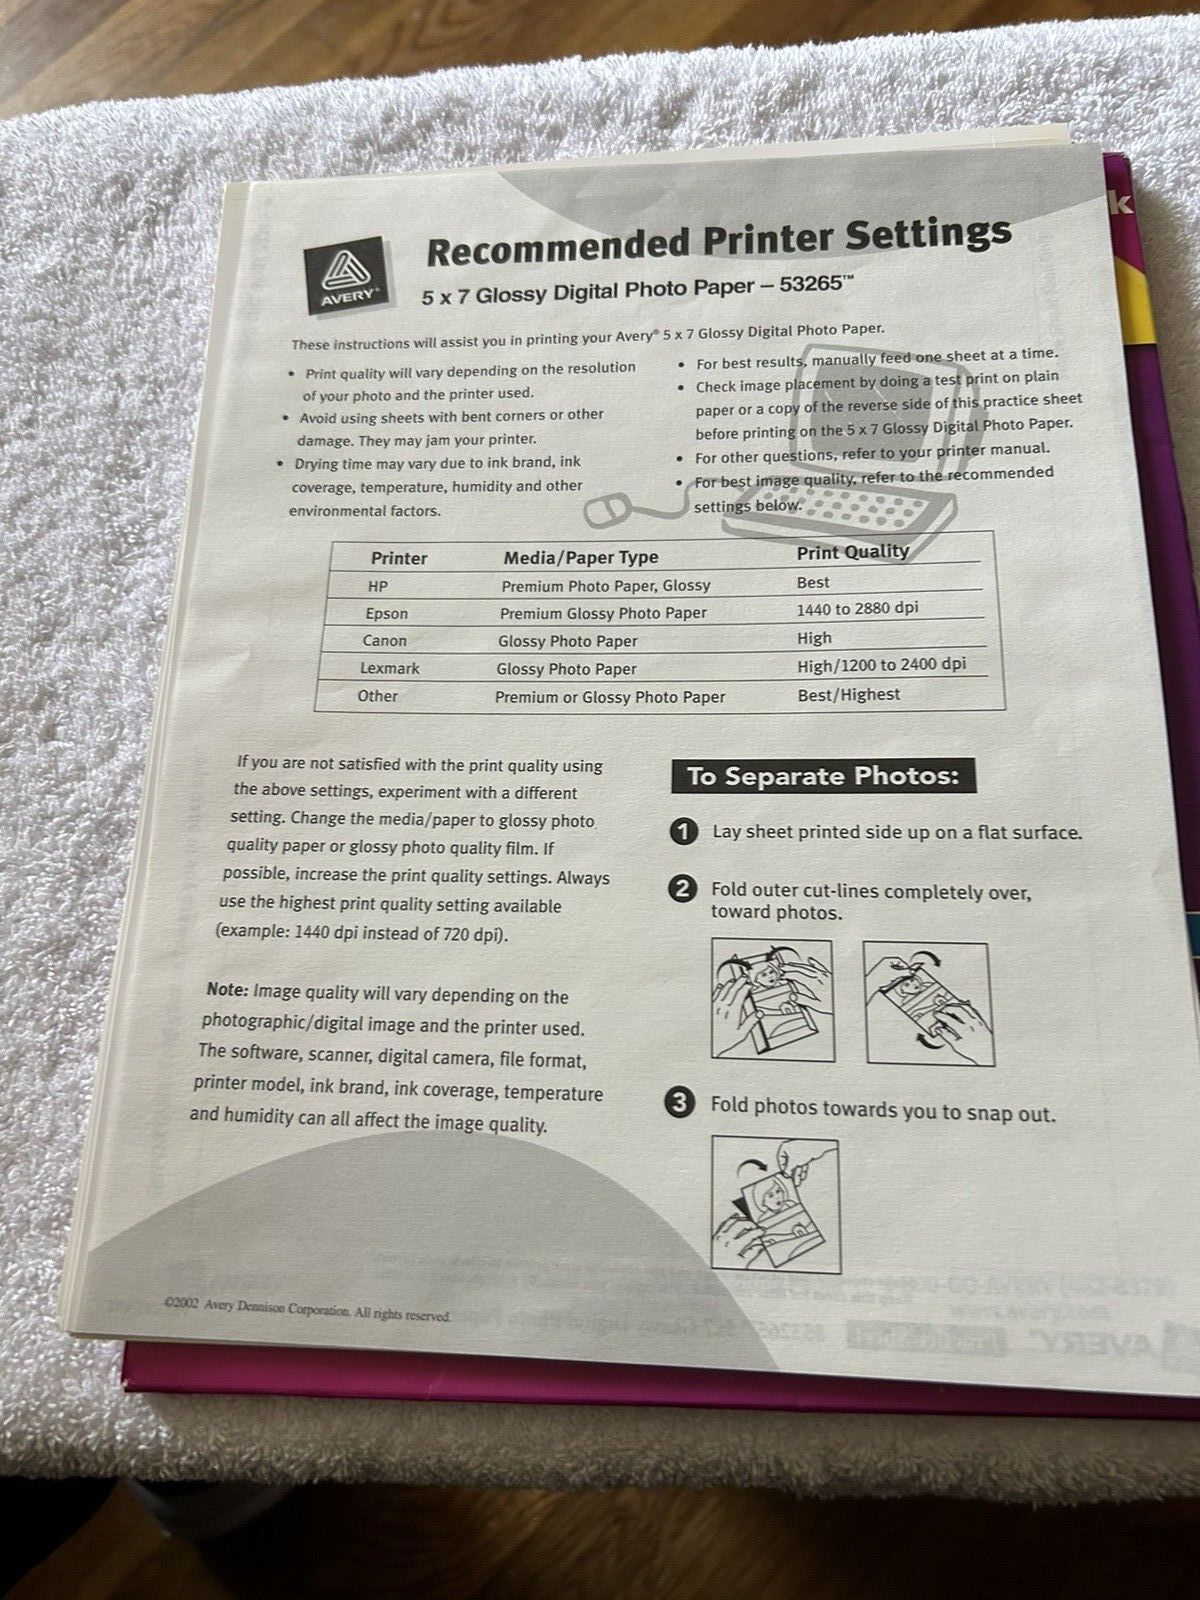 k
Recommended Printer Settings
AVERY®
5 x 7 Glossy Digital Photo Paper – 53265™
These instructions will assist you in printing your Avery® 5 x 7 Glossy Digital Photo Paper.
• Print quality will vary depending on the resolution
of your photo and the printer used.
• Avoid using sheets with bent corners or other
damage. They may jam your printer.
• Drying time may vary due to ink brand, ink
coverage, temperature, humidity and other
environmental factors.
• For best results, manually feed one sheet at a time.
• Check image placement by doing a test print on plain
paper or a copy of the reverse side of this practice sheet
before printing on the 5 x 7 Glossy Digital Photo Paper.
• For other questions, refer to your printer manual.
• For best image quality, refer to the recommended
settings below.
Printer Media/Paper Type Print Quality
HP Premium Photo Paper, Glossy Best
Epson Premium Glossy Photo Paper 1440 to 2880 dpi
Canon Glossy Photo Paper High
Lexmark Glossy Photo Paper High/1200 to 2400 dpi
Other Premium or Glossy Photo Paper Best/Highest
If you are not satisfied with the print quality using
the above settings, experiment with a different
setting. Change the media/paper to glossy photo
quality paper or glossy photo quality film. If
possible, increase the print quality settings. Always
use the highest print quality setting available
(example: 1440 dpi instead of 720 dpi).
Note: Image quality will vary depending on the
photographic/digital image and the printer used.
The software, scanner, digital camera, file format,
printer model, ink brand, ink coverage, temperature
and humidity can all affect the image quality.
To Separate Photos:
1 Lay sheet printed side up on a flat surface.
2 Fold outer cut-lines completely over,
toward photos.
3 Fold photos towards you to snap out.
©2002 Avery Dennison Corporation. All rights reserved.
AVERY